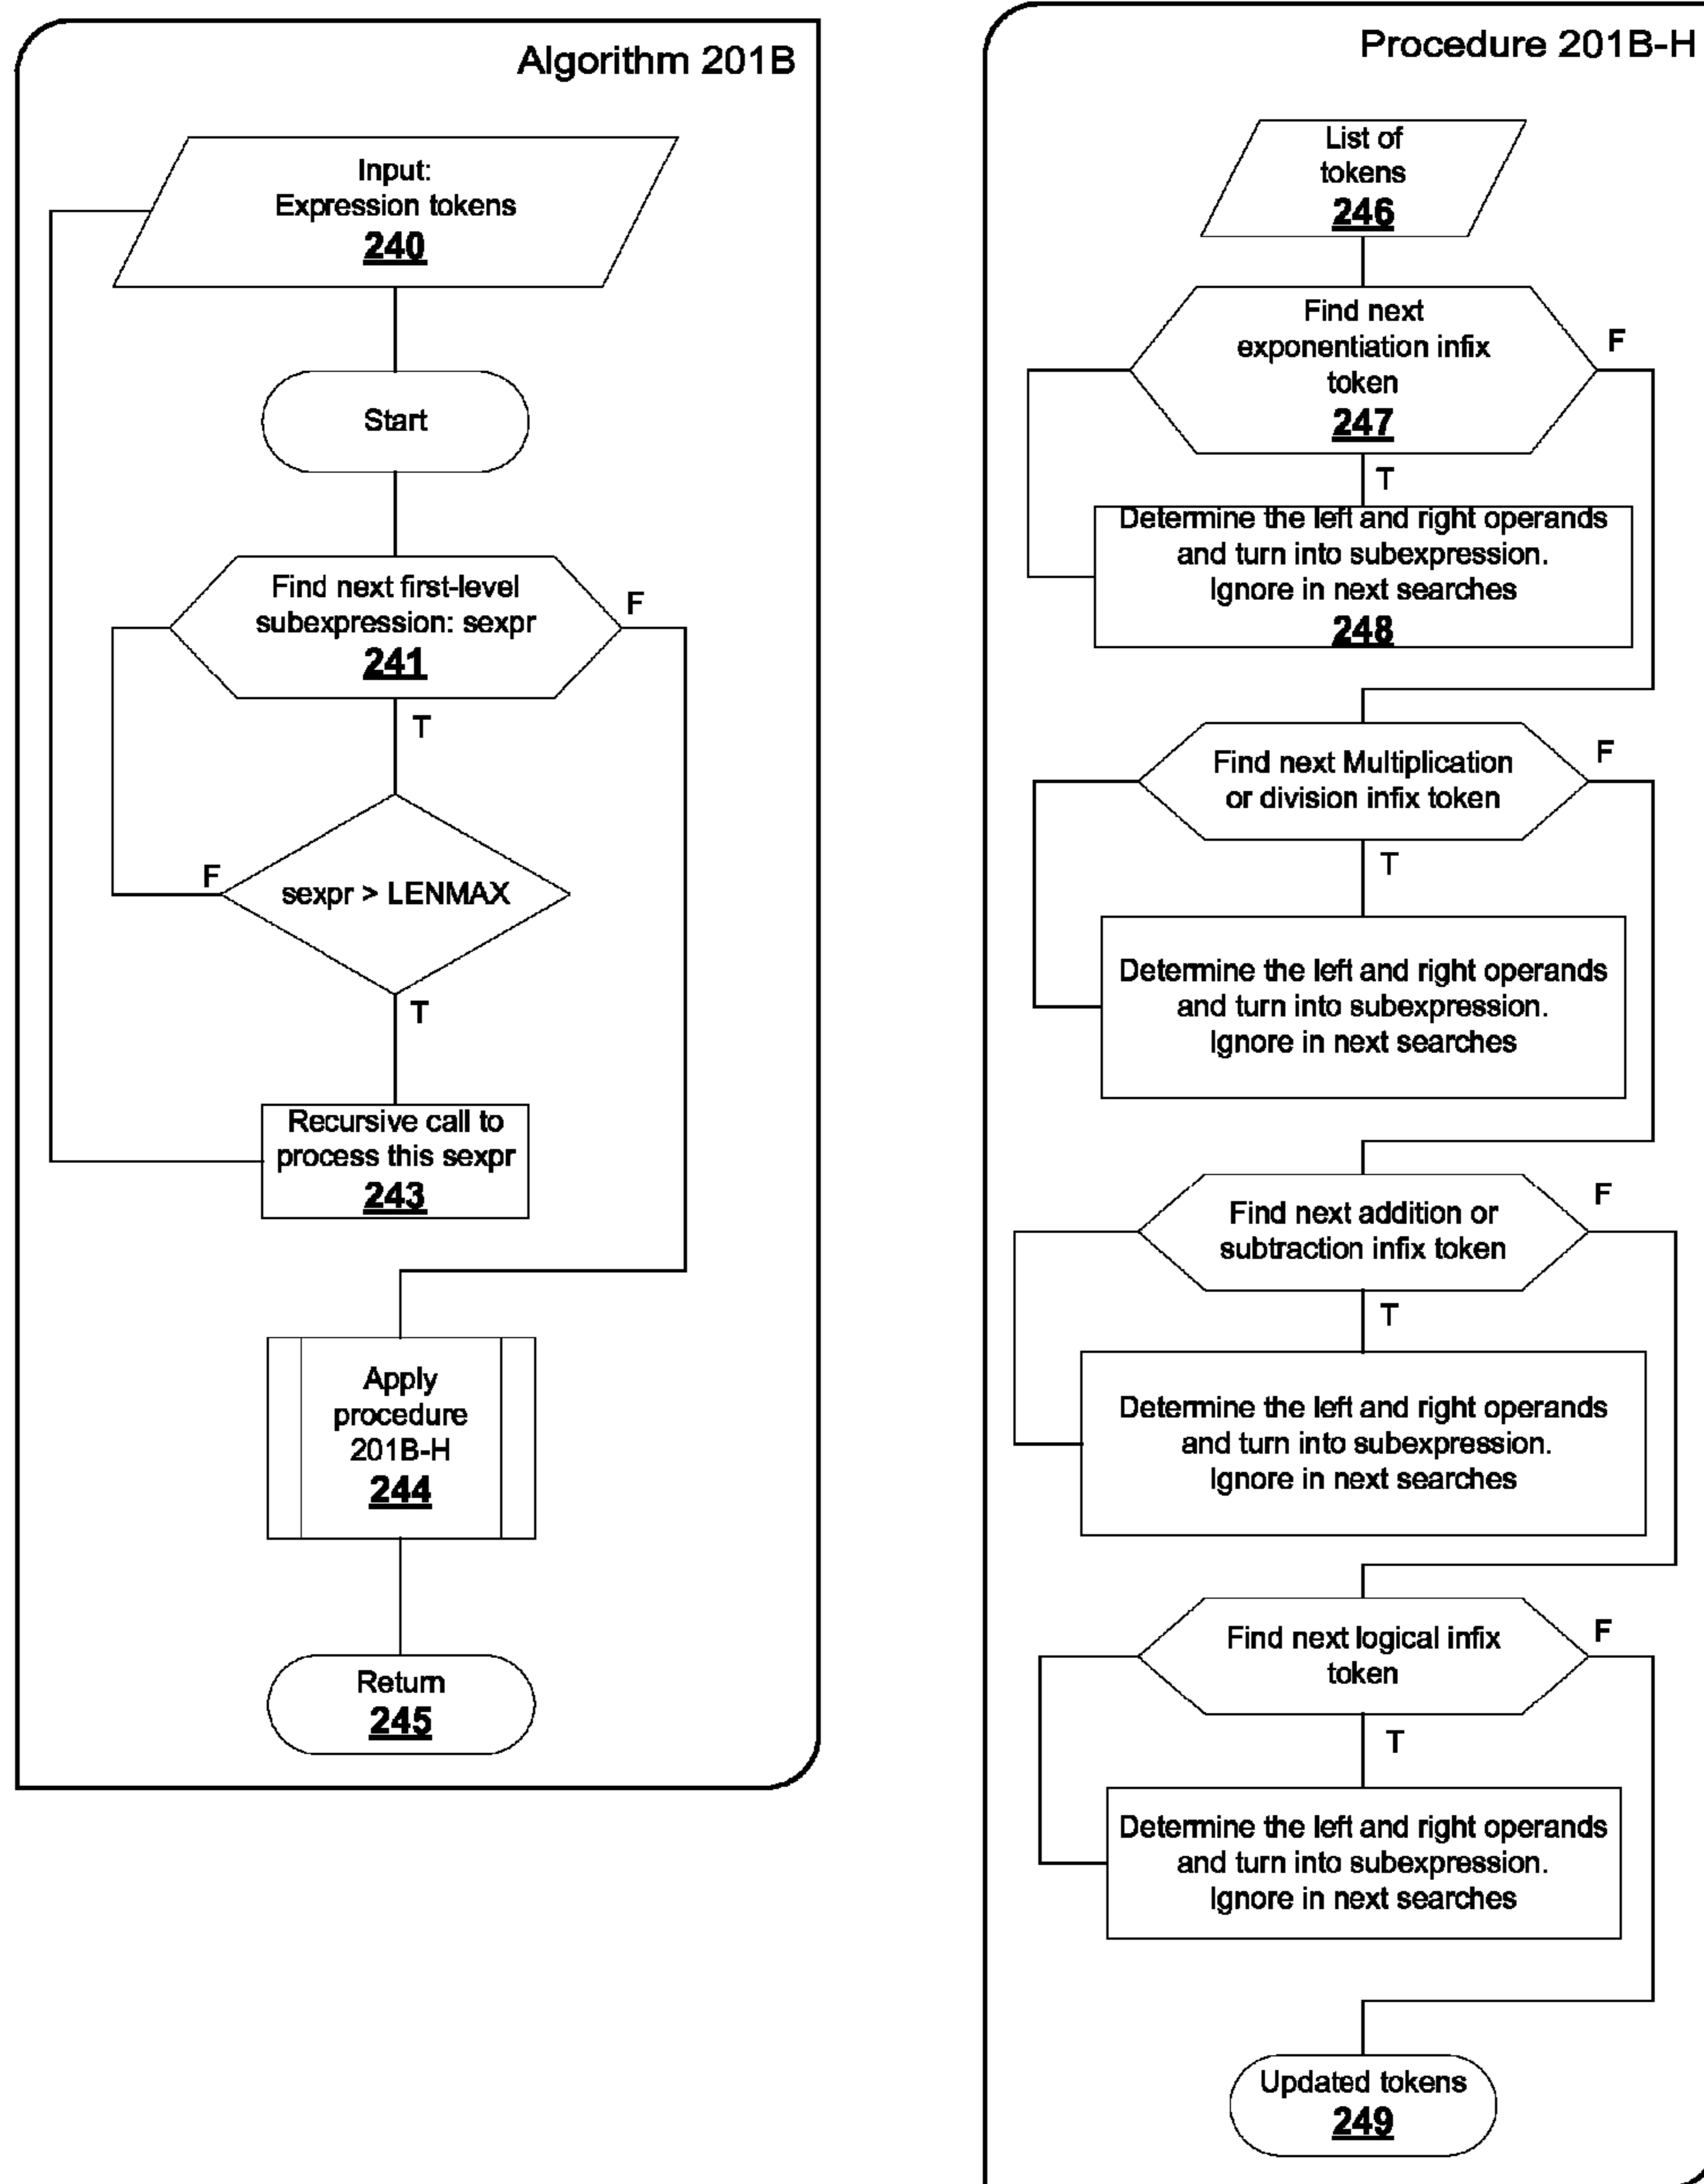 Algorithm 201B
Input:
Expression tokens
240
Start
Find next first-level
subexpression: sexpr
241
F
T
sexpr > LENMAX
F
T
Recursive call to
process this sexpr
243
Apply
procedure
201B-H
244
Return
245
Procedure 201B-H
List of
tokens
246
Find next
exponentiation infix
token
247
F
T
Determine the left and right operands
and turn into subexpression.
Ignore in next searches
248
Find next Multiplication
or division infix token
F
T
Determine the left and right operands
and turn into subexpression.
Ignore in next searches
Find next addition or
subtraction infix token
F
T
Determine the left and right operands
and turn into subexpression.
Ignore in next searches
Find next logical infix
token
F
T
Determine the left and right operands
and turn into subexpression.
Ignore in next searches
Updated tokens
249